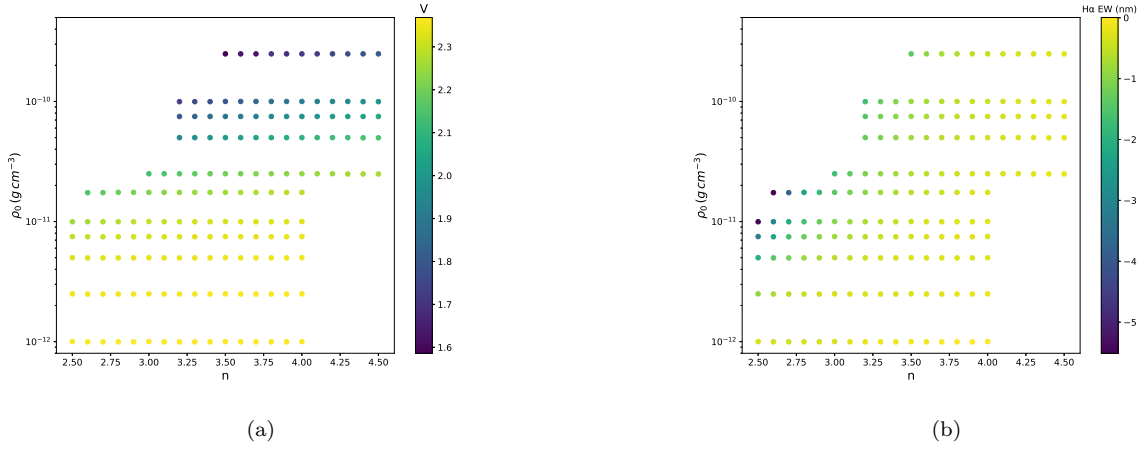 V
2.3
2.2
2.1
2.0
1.9
1.8
1.7
1.6
10⁻¹⁰
10⁻¹¹
10⁻¹²
ρ₀ (g cm⁻³)
2.50 2.75 3.00 3.25 3.50 3.75 4.00 4.25 4.50
n
(a)
Hα EW (nm)
0
−1
−2
−3
−4
−5
10⁻¹⁰
10⁻¹¹
10⁻¹²
ρ₀ (g cm⁻³)
2.50 2.75 3.00 3.25 3.50 3.75 4.00 4.25 4.50
n
(b)